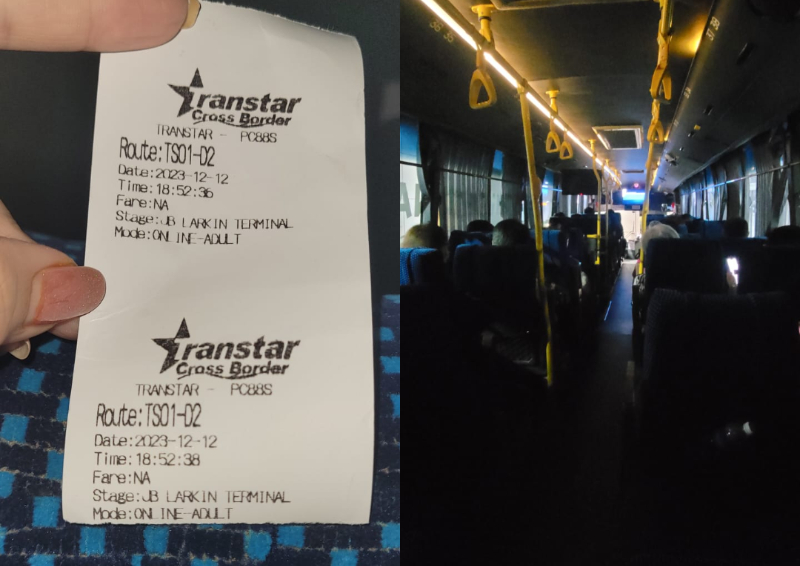 Transtar
Cross Border
TRANSTAR - PC88S
Route:TS01-D2
Date:2023-12-12
Time:18:52:36
Fare:NA
Stage:JB LARKIN TERMINAL
Mode:ONLINE-ADULT
Transtar
Cross Border
TRANSTAR - PC88S
Route:TS01-D2
Date:2023-12-12
Time:18:52:38
Fare:NA
Stage:JB LARKIN TERMINAL
Mode:ONLINE-ADULT